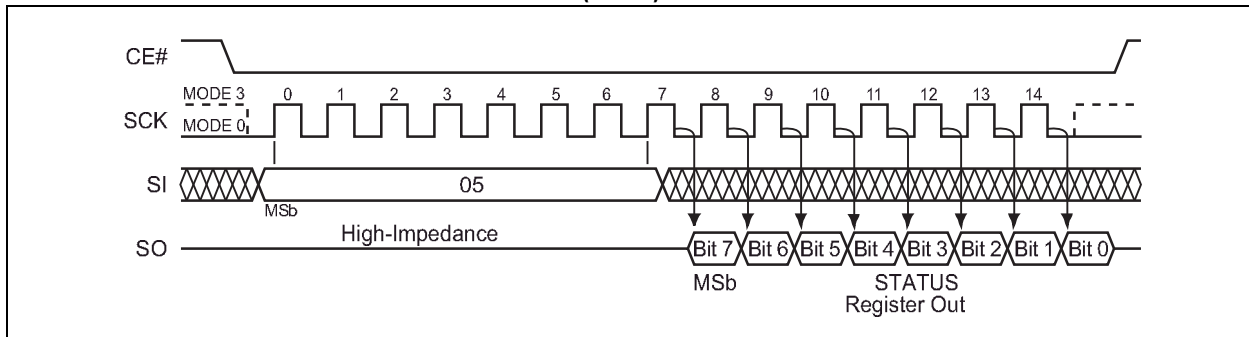 CE#
MODE 3 0 1 2 3 4 5 6 7 8 9 10 11 12 13 14
SCK
MODE 0
SI 05
MSb
High-Impedance
SO Bit 7 Bit 6 Bit 5 Bit 4 Bit 3 Bit 2 Bit 1 Bit 0
MSb STATUS
Register Out